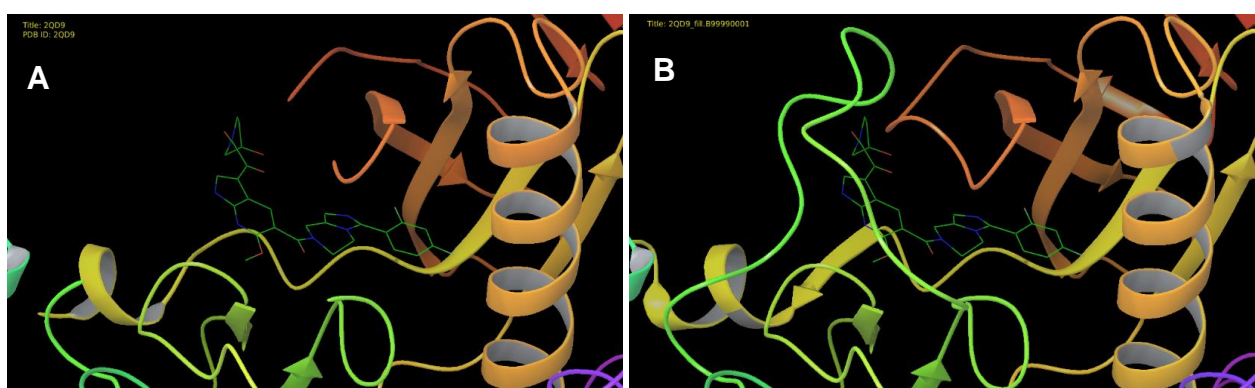 Title: 2QD9
PDB ID: 2QD9
A
Title: 2QD9_fill.B99990001
B